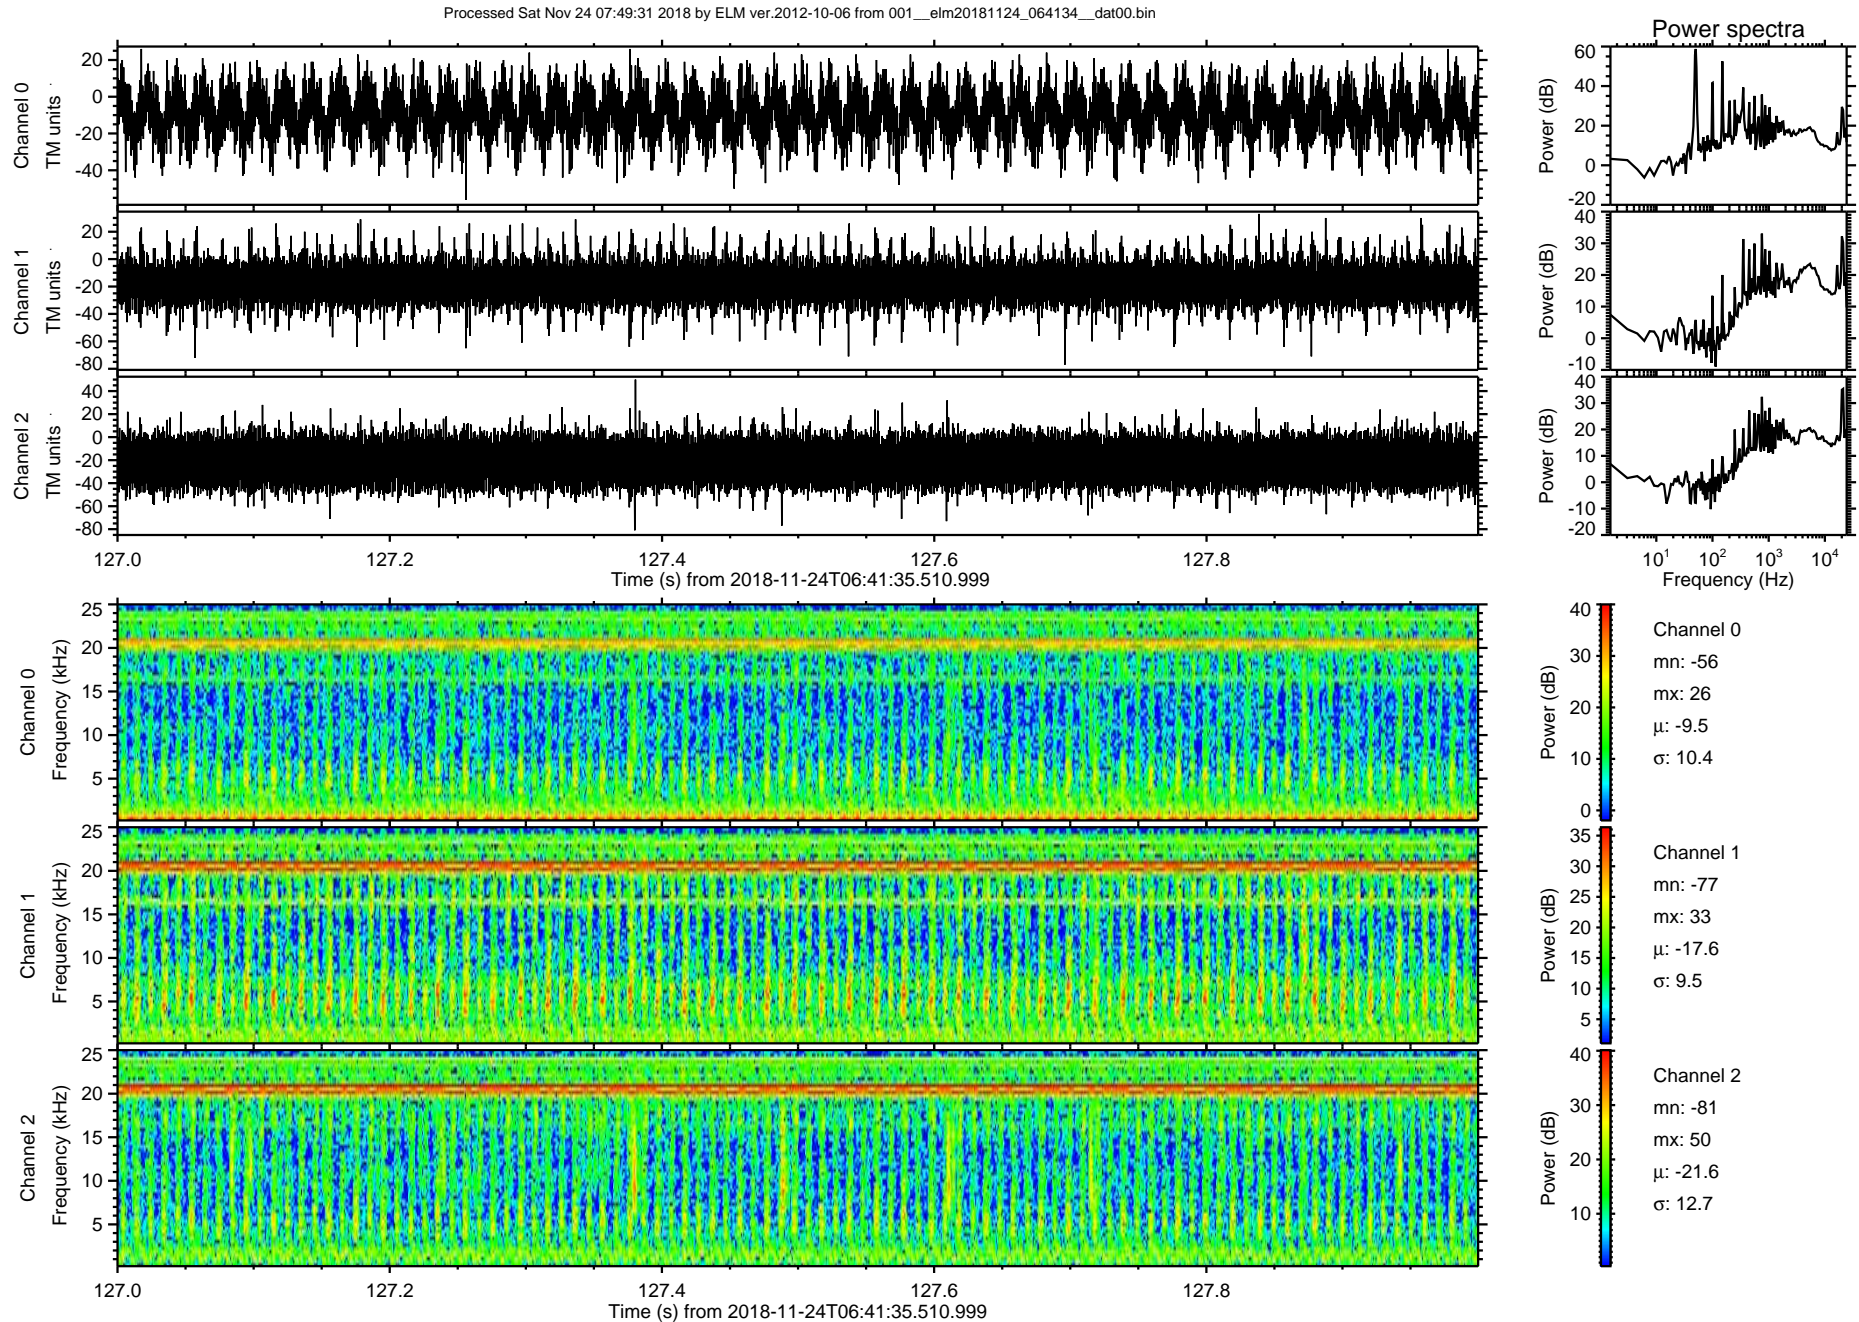 Processed Sat Nov 24 07:49:31 2018 by ELM ver.2012-10-06 from 001__elm20181124_064134__dat00.bin
Power spectra
Channel 0
TM units
20
0
-20
-40
Power (dB)
60
40
20
0
-20
Channel 1
TM units
20
0
-20
-40
-60
-80
Power (dB)
40
30
20
10
0
-10
Channel 2
TM units
40
20
0
-20
-40
-60
-80
Power (dB)
40
30
20
10
0
-10
-20
127.0 127.2 127.4 127.6 127.8
Time (s) from 2018-11-24T06:41:35.510.999
10^1 10^2 10^3 10^4
Frequency (Hz)
Channel 0
Frequency (kHz)
25
20
15
10
5
Power (dB)
40
30
20
10
0
Channel 0
mn: -56
mx: 26
μ: -9.5
σ: 10.4
Channel 1
Frequency (kHz)
25
20
15
10
5
Power (dB)
35
30
25
20
15
10
5
Channel 1
mn: -77
mx: 33
μ: -17.6
σ: 9.5
Channel 2
Frequency (kHz)
25
20
15
10
5
Power (dB)
40
30
20
10
Channel 2
mn: -81
mx: 50
μ: -21.6
σ: 12.7
127.0 127.2 127.4 127.6 127.8
Time (s) from 2018-11-24T06:41:35.510.999